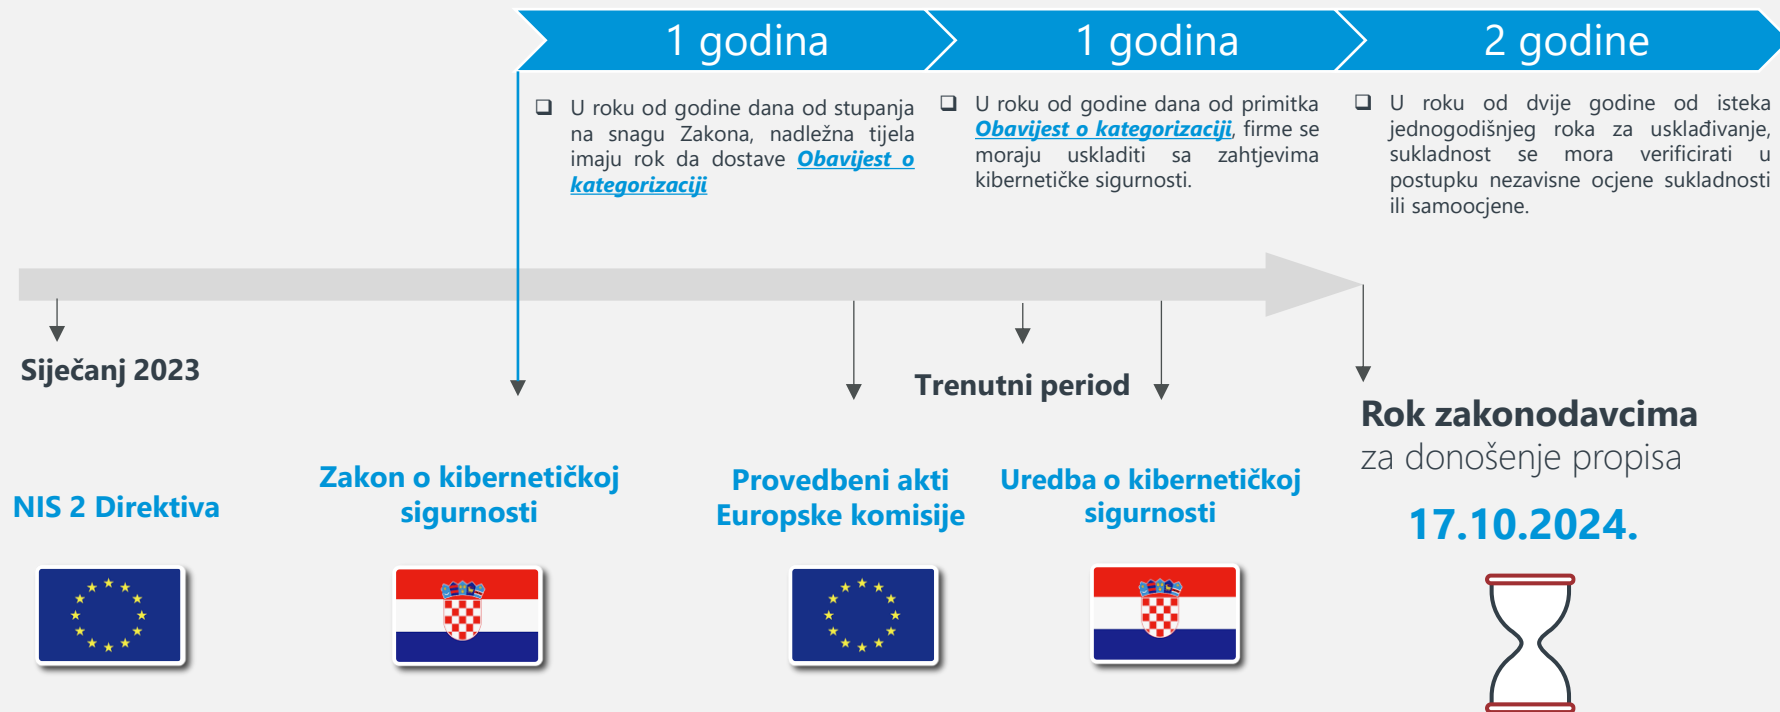 1 godina
1 godina
2 godine
U roku od godine dana od stupanja
na snagu Zakona, nadležna tijela
imaju rok da dostave Obavijest o
kategorizaciji
U roku od godine dana od primitka
Obavijest o kategorizaciji, firme se
moraju uskladiti sa zahtjevima
kibernetičke sigurnosti.
U roku od dvije godine od isteka
jednogodišnjeg roka za usklađivanje,
sukladnost se mora verificirati u
postupku nezavisne ocjene sukladnosti
ili samoocjene.
Siječanj 2023
Trenutni period
Rok zakonodavcima
za donošenje propisa
17.10.2024.
NIS 2 Direktiva
Zakon o kibernetičkoj
sigurnosti
Provedbeni akti
Europske komisije
Uredba o kibernetičkoj
sigurnosti